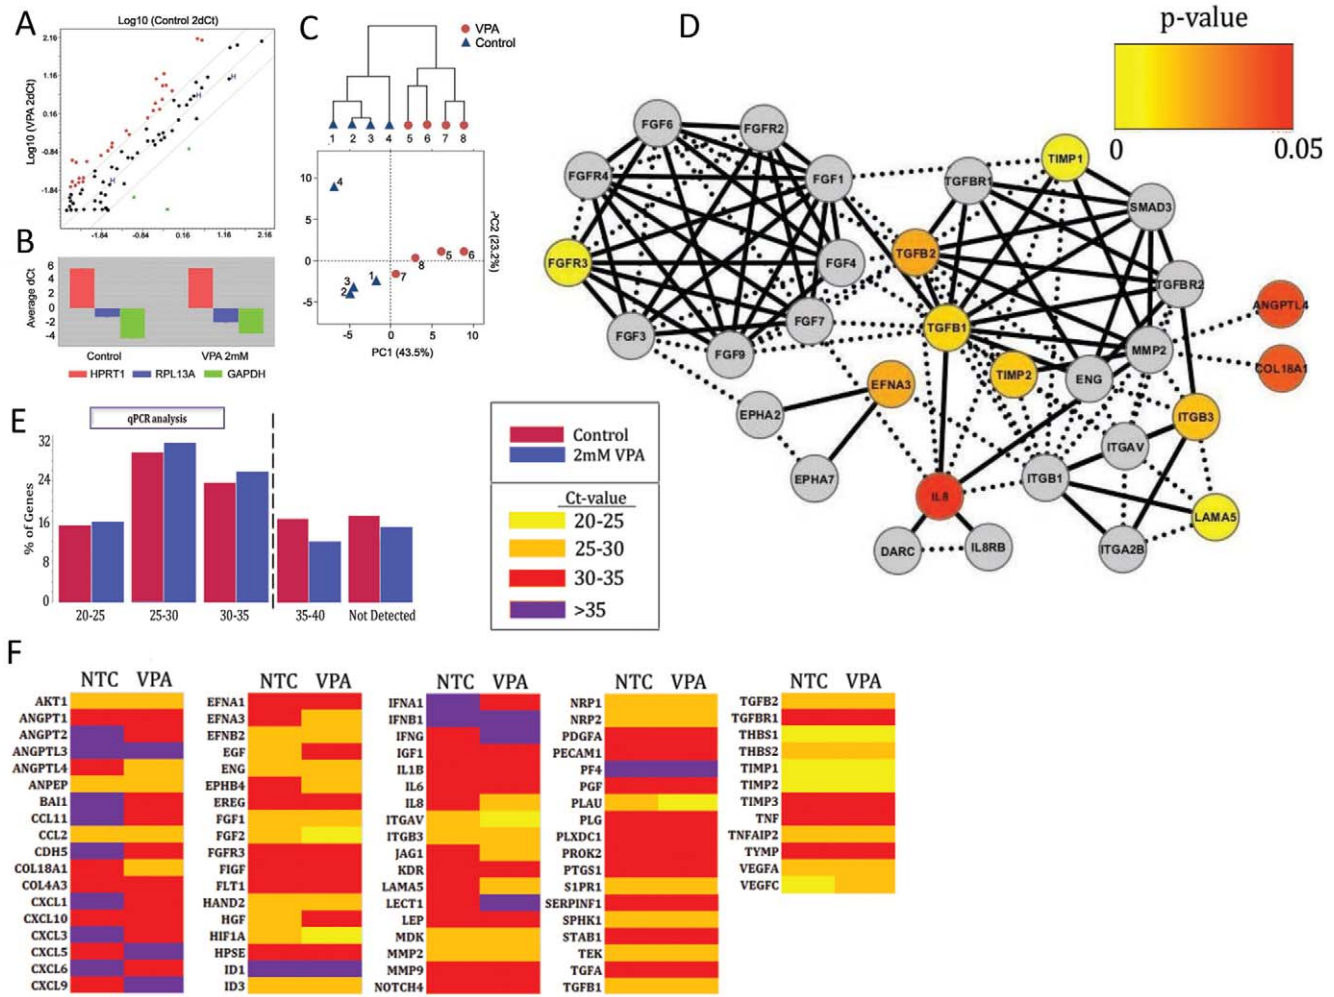 A
Log10 (Control 2dCt)
Log10 (VPA 2dCt)
2.16
1.16
0.16
-0.84
-1.84
-1.84 -0.84 0.16 1.16 2.16
H
H
H
B
Average dCt
6
4
2
0
-2
-4
Control VPA 2mM
HPRT1 RPL13A GAPDH
C
VPA
Control
1 2 3 4 5 6 7 8
10
5
0
-5
4
3
2
1
7
8
5
6
-5 0 5 10
PC1 (43.5%)
PC2 (23.2%)
D
p-value
0 0.05
FGF6
FGFR2
FGFR4
FGF1
FGFR3
FGF4
FGF3
FGF9
FGF7
TGFBR1
TIMP1
SMAD3
TGFB2
TGFBR2
TGFB1
MMP2
ANGPTL4
COL18A1
TIMP2
ENG
EFNA3
EPHA2
EPHA7
ITGB3
ITGAV
ITGB1
IL8
LAMA5
DARC
IL8RB
ITGA2B
E
qPCR analysis
% of Genes
32
24
16
8
0
20-25 25-30 30-35 35-40 Not Detected
Control
2mM VPA
Ct-value
20-25
25-30
30-35
>35
F
NTC VPA
AKT1
ANGPT1
ANGPT2
ANGPTL3
ANGPTL4
ANPEP
BAI1
CCL11
CCL2
CDH5
COL18A1
COL4A3
CXCL1
CXCL10
CXCL3
CXCL5
CXCL6
CXCL9
NTC VPA
EFNA1
EFNA3
EFNB2
EGF
ENG
EPHB4
EREG
FGF1
FGF2
FGFR3
FIGF
FLT1
HAND2
HGF
HIF1A
HPSE
ID1
ID3
NTC VPA
IFNA1
IFNB1
IFNG
IGF1
IL1B
IL6
IL8
ITGAV
ITGB3
JAG1
KDR
LAMA5
LECT1
LEP
MDK
MMP2
MMP9
NOTCH4
NTC VPA
NRP1
NRP2
PDGFA
PECAM1
PF4
PGF
PLAU
PLG
PLXDC1
PROK2
PTGS1
S1PR1
SERPINF1
SPHK1
STAB1
TEK
TGFA
TGFB1
NTC VPA
TGFB2
TGFBR1
THBS1
THBS2
TIMP1
TIMP2
TIMP3
TNF
TNFAIP2
TYMP
VEGFA
VEGFC